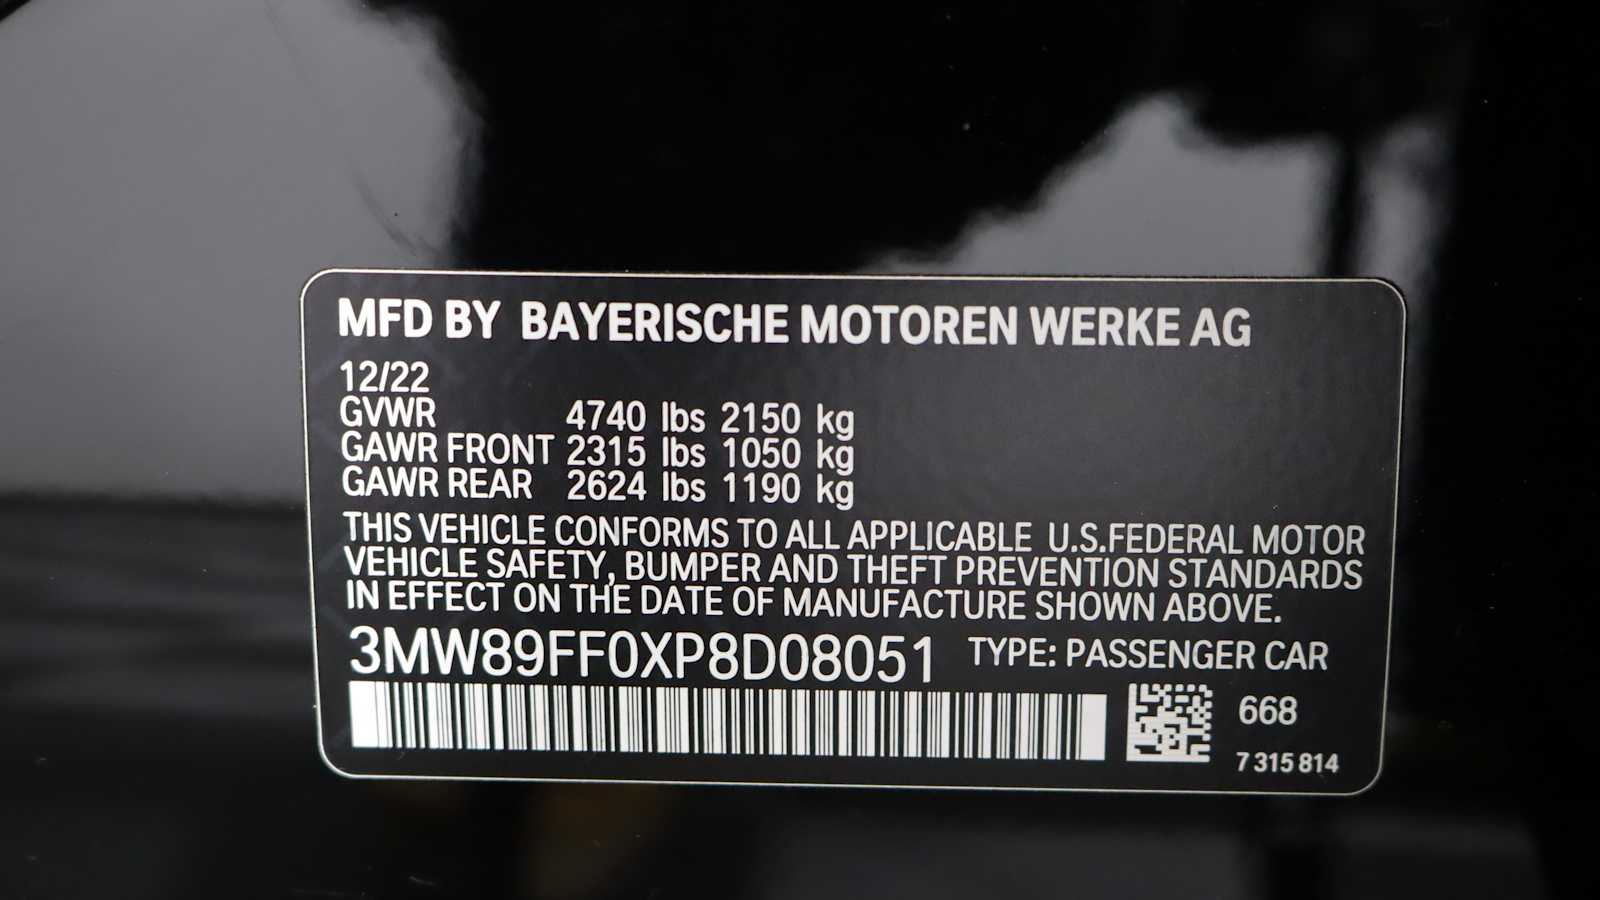 MFD BY BAYERISCHE MOTOREN WERKE AG
12/22
GVWR 4740 lbs 2150 kg
GAWR FRONT 2315 lbs 1050 kg
GAWR REAR 2624 lbs 1190 kg
THIS VEHICLE CONFORMS TO ALL APPLICABLE U.S.FEDERAL MOTOR
VEHICLE SAFETY, BUMPER AND THEFT PREVENTION STANDARDS
IN EFFECT ON THE DATE OF MANUFACTURE SHOWN ABOVE.
3MW89FF0XP8D08051 TYPE: PASSENGER CAR
668
7 315 814